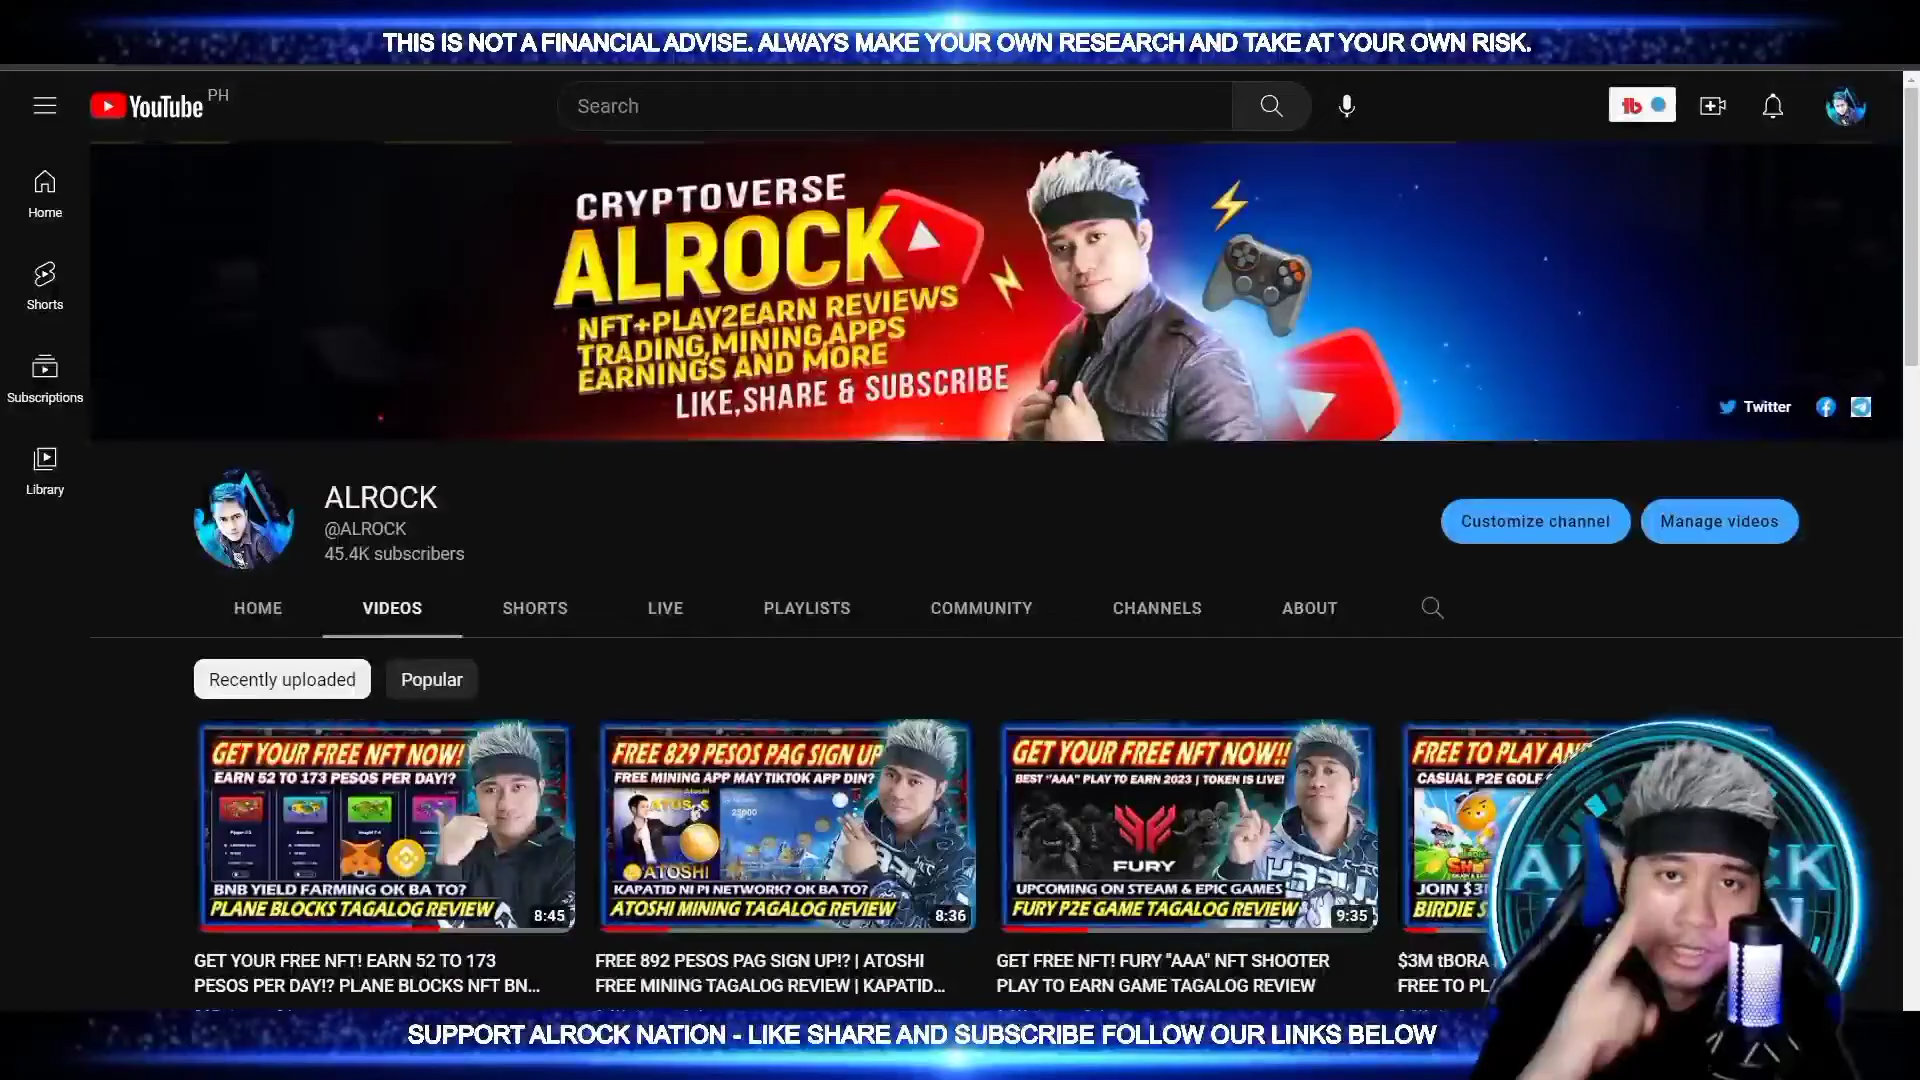 THIS IS NOT A FINANCIAL ADVISE. ALWAYS MAKE YOUR OWN RESEARCH AND TAKE AT YOUR OWN RISK.
YouTube PH
Search
Home
Shorts
Subscriptions
Library
CRYPTOVERSE
ALROCK
NFT+PLAY2EARN REVIEWS
TRADING,MINING,APPS
EARNINGS AND MORE
LIKE,SHARE & SUBSCRIBE
Twitter
ALROCK
@ALROCK
45.4K subscribers
Customize channel
Manage videos
HOME
VIDEOS
SHORTS
LIVE
PLAYLISTS
COMMUNITY
CHANNELS
ABOUT
Recently uploaded
Popular
GET YOUR FREE NFT NOW!
EARN 52 TO 173 PESOS PER DAY!?
BNB YIELD FARMING OK BA TO?
PLANE BLOCKS TAGALOG REVIEW
8:45
GET YOUR FREE NFT! EARN 52 TO 173
PESOS PER DAY!? PLANE BLOCKS NFT BN...
FREE 829 PESOS PAG SIGN UP
FREE MINING APP MAY TIKTOK APP DIN?
ATOSHI
KAPATID NI PI NETWORK? OK BA TO?
ATOSHI MINING TAGALOG REVIEW
8:36
FREE 892 PESOS PAG SIGN UP!? | ATOSHI
FREE MINING TAGALOG REVIEW | KAPATID...
GET YOUR FREE NFT NOW!!
BEST "AAA" PLAY TO EARN 2023 | TOKEN IS LIVE!
FURY
UPCOMING ON STEAM & EPIC GAMES
FURY P2E GAME TAGALOG REVIEW
9:35
GET FREE NFT! FURY "AAA" NFT SHOOTER
PLAY TO EARN GAME TAGALOG REVIEW
FREE TO PLAY AN
CASUAL P2E GOLF
JOIN $3
BIRDIE S
$3M tBORA
FREE TO PL
SUPPORT ALROCK NATION - LIKE SHARE AND SUBSCRIBE FOLLOW OUR LINKS BELOW